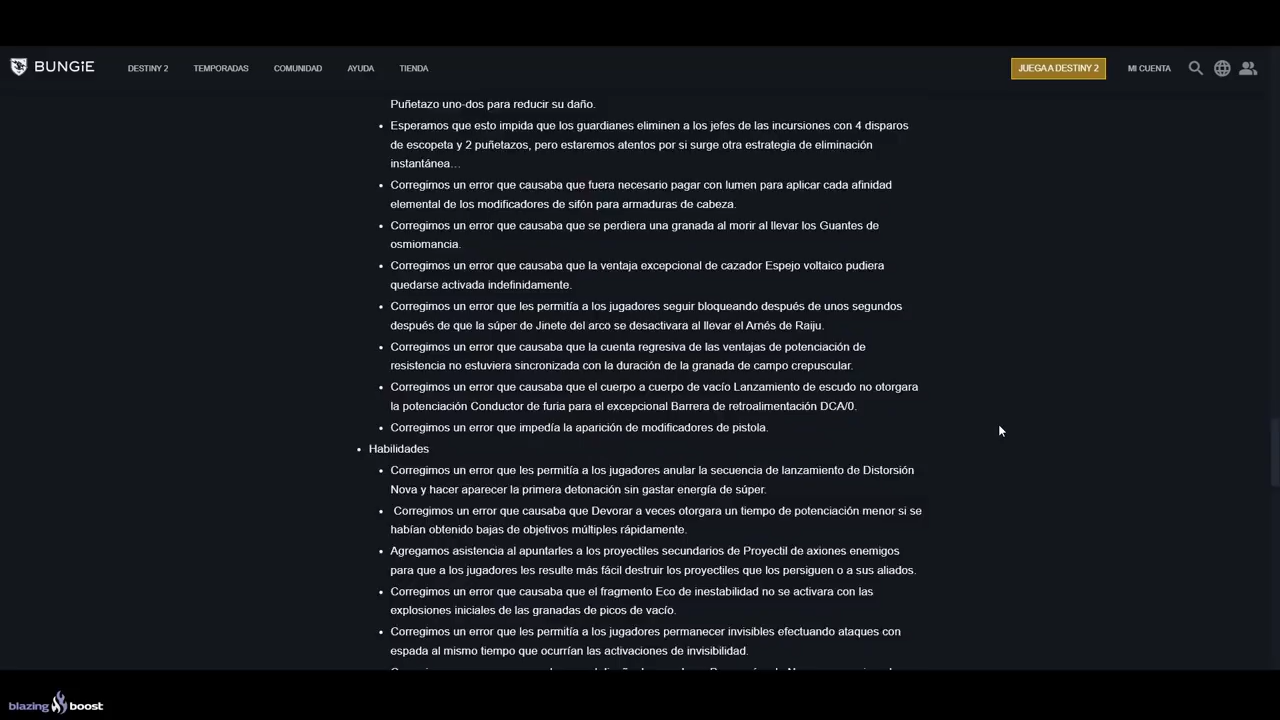 BUNGiE
DESTINY 2
TEMPORADAS
COMUNIDAD
AYUDA
TIENDA
JUEGA A DESTINY 2
MI CUENTA
Puñetazo uno-dos para reducir su daño.
Esperamos que esto impida que los guardianes eliminen a los jefes de las incursiones con 4 disparos
de escopeta y 2 puñetazos, pero estaremos atentos por si surge otra estrategia de eliminación
instantánea…
Corregimos un error que causaba que fuera necesario pagar con lumen para aplicar cada afinidad
elemental de los modificadores de sifón para armaduras de cabeza.
Corregimos un error que causaba que se perdiera una granada al morir al llevar los Guantes de
osmiomancia.
Corregimos un error que causaba que la ventaja excepcional de cazador Espejo voltaico pudiera
quedarse activada indefinidamente.
Corregimos un error que les permitía a los jugadores seguir bloqueando después de unos segundos
después de que la súper de Jinete del arco se desactivara al llevar el Arnés de Raiju.
Corregimos un error que causaba que la cuenta regresiva de las ventajas de potenciación de
resistencia no estuviera sincronizada con la duración de la granada de campo crepuscular.
Corregimos un error que causaba que el cuerpo a cuerpo de vacío Lanzamiento de escudo no otorgara
la potenciación Conductor de furia para el excepcional Barrera de retroalimentación DCA/0.
Corregimos un error que impedía la aparición de modificadores de pistola.
Habilidades
Corregimos un error que les permitía a los jugadores anular la secuencia de lanzamiento de Distorsión
Nova y hacer aparecer la primera detonación sin gastar energía de súper.
Corregimos un error que causaba que Devorar a veces otorgara un tiempo de potenciación menor si se
habían obtenido bajas de objetivos múltiples rápidamente.
Agregamos asistencia al apuntarles a los proyectiles secundarios de Proyectil de axiones enemigos
para que a los jugadores les resulte más fácil destruir los proyectiles que los persiguen o a sus aliados.
Corregimos un error que causaba que el fragmento Eco de inestabilidad no se activara con las
explosiones iniciales de las granadas de picos de vacío.
Corregimos un error que les permitía a los jugadores permanecer invisibles efectuando ataques con
espada al mismo tiempo que ocurrían las activaciones de invisibilidad.
blazing boost